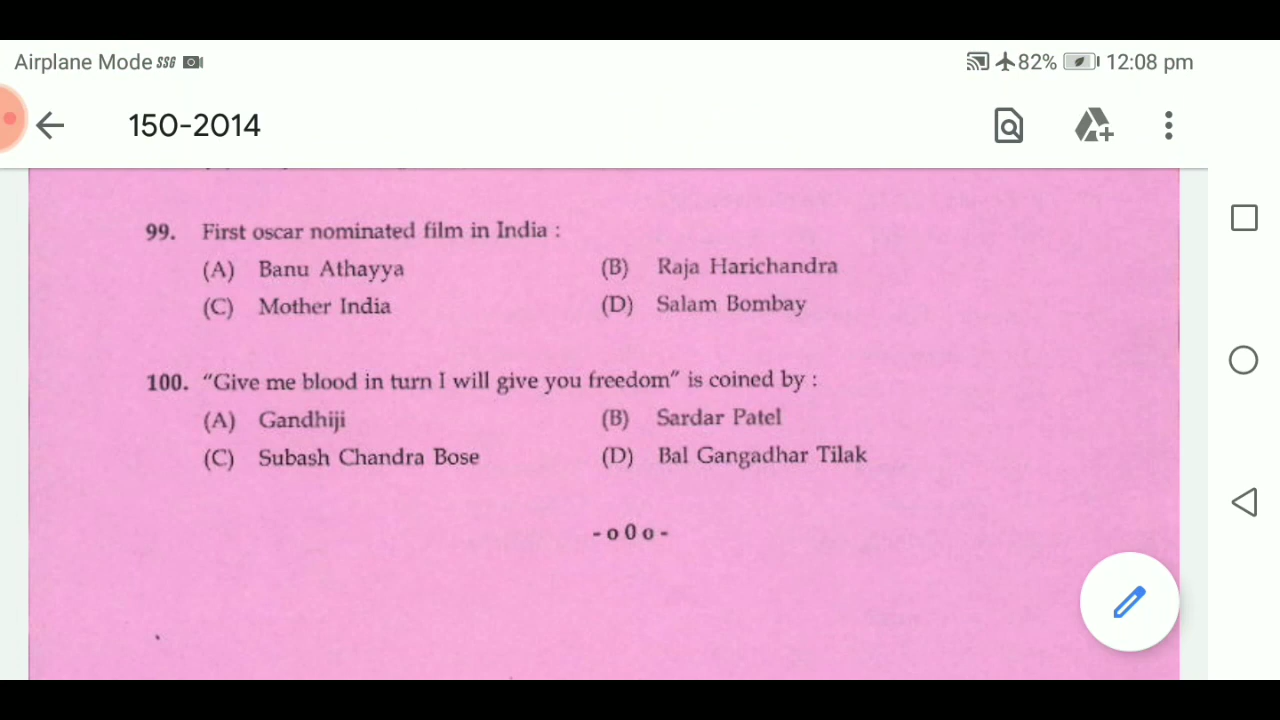 Airplane Mode SSG 82% 12:08 pm
150-2014
99. First oscar nominated film in India :
(A) Banu Athayya (B) Raja Harichandra
(C) Mother India (D) Salam Bombay
100. "Give me blood in turn I will give you freedom" is coined by :
(A) Gandhiji (B) Sardar Patel
(C) Subash Chandra Bose (D) Bal Gangadhar Tilak
- o 0 o -